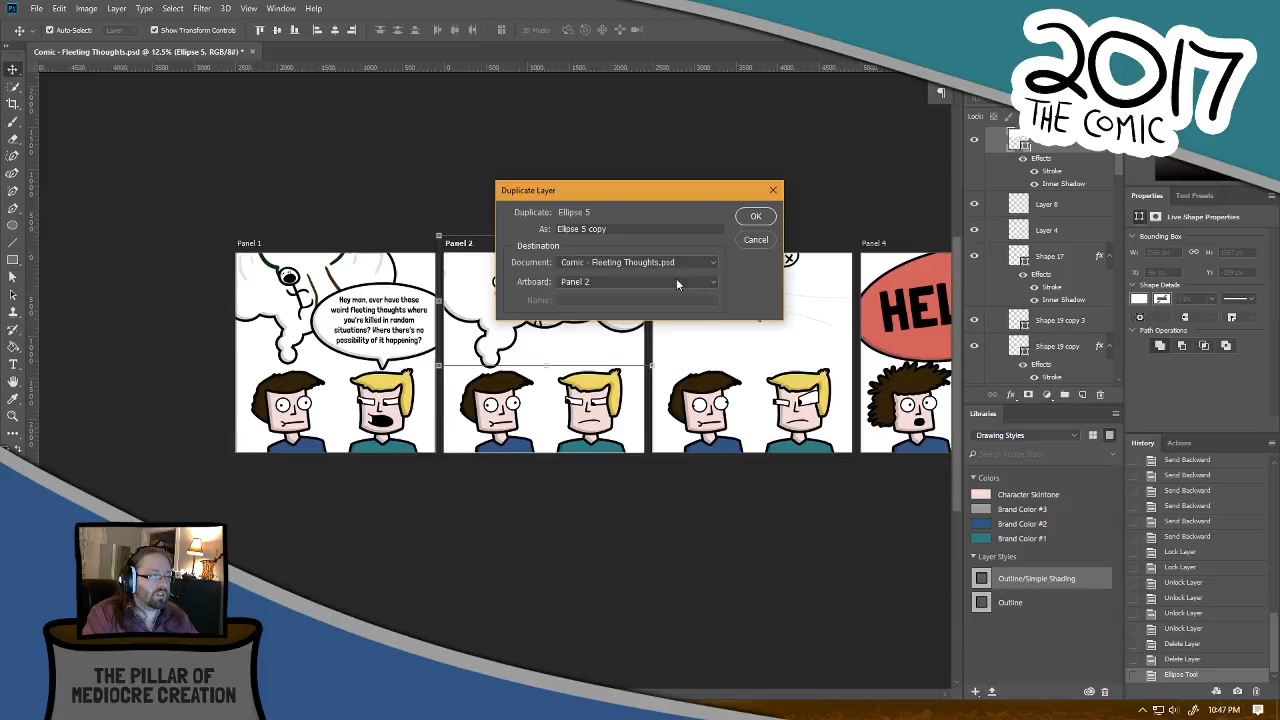 File Edit Image Layer Type Select Filter 3D View Window Help
Auto-Select: Layer Show Transform Controls 3D Mode:
Comic - Fleeting Thoughts.psd @ 12.5% (Ellipse 5, RGB/8#) *
2017
THE COMIC
Lock:
Effects
Stroke
Inner Shadow
Layer 8
Layer 4
Shape 17
Effects
Stroke
Inner Shadow
Shape 19 copy 3
Shape 19 copy
Effects
Stroke
Properties Tool Presets
Live Shape Properties
Bounding Box
Shape Details
Path Operations
Duplicate Layer
Duplicate: Ellipse 5
As: Ellipse 5 copy
Destination
Document: Comic - Fleeting Thoughts.psd
Artboard: Panel 2
Name:
OK
Cancel
Panel 1
Panel 2
Panel 4
Hey man, ever have those
weird fleeting thoughts where
you're killed in random
situations? Where there's no
possibility of it happening?
HEL
Libraries
Drawing Styles
Search Adobe Stock
Colors
Character Skintone
Brand Color #3
Brand Color #2
Brand Color #1
Layer Styles
Outline/Simple Shading
Outline
History Actions
Send Backward
Send Backward
Send Backward
Send Backward
Send Backward
Send Backward
Lock Layer
Lock Layer
Unlock Layer
Unlock Layer
Unlock Layer
Unlock Layer
Delete Layer
Delete Layer
Ellipse Tool
THE PILLAR OF
MEDIOCRE CREATION
10:47 PM